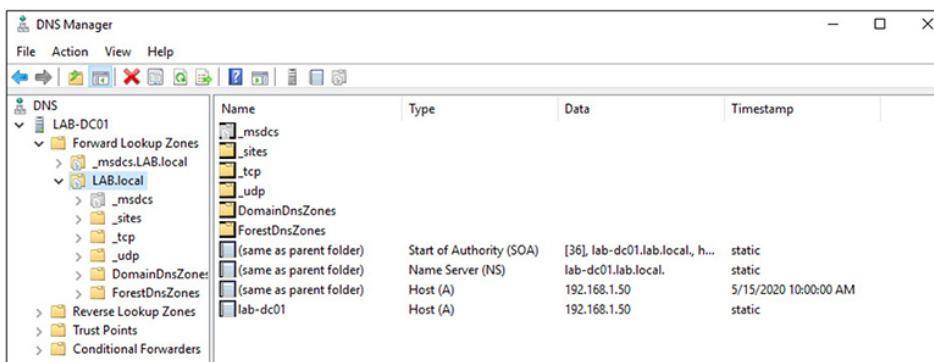 DNS Manager
File Action View Help
DNS
LAB-DC01
Forward Lookup Zones
_msdcs.LAB.local
LAB.local
_msdcs
_sites
_tcp
_udp
DomainDnsZones
ForestDnsZones
Reverse Lookup Zones
Trust Points
Conditional Forwarders
Name Type Data Timestamp
_msdcs
_sites
_tcp
_udp
DomainDnsZones
ForestDnsZones
(same as parent folder) Start of Authority (SOA) [36], lab-dc01.lab.local., h... static
(same as parent folder) Name Server (NS) lab-dc01.lab.local. static
(same as parent folder) Host (A) 192.168.1.50 5/15/2020 10:00:00 AM
lab-dc01 Host (A) 192.168.1.50 static